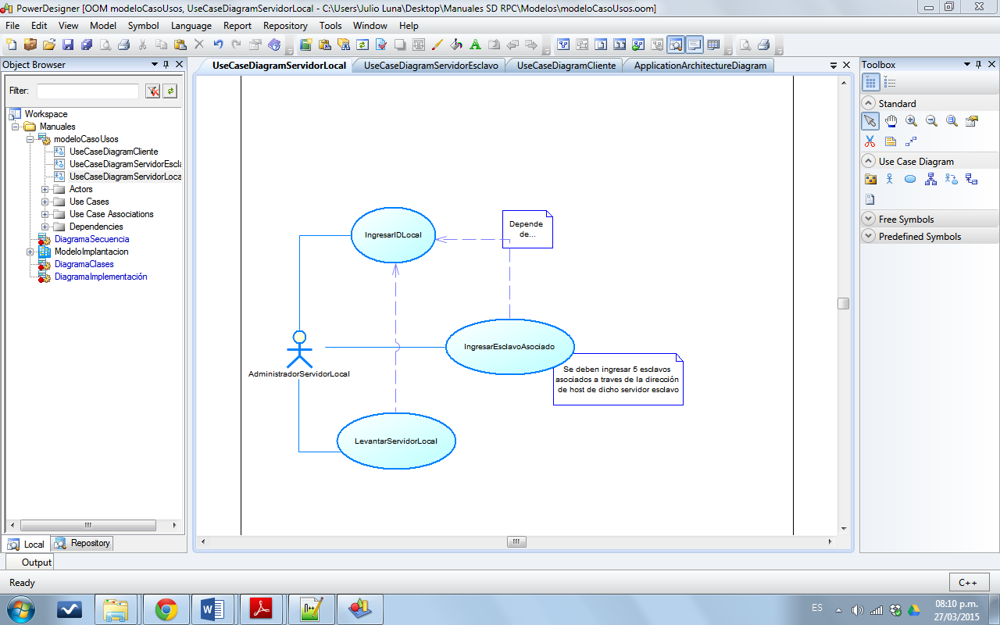 PowerDesigner [OOM modeloCasoUsos, UseCaseDiagramServidorLocal - C:\Users\Julio Luna\Desktop\Manuales SD RPC\Modelos\modeloCasoUsos.oom]
File Edit View Model Symbol Language Report Repository Tools Window Help
Object Browser
Filter:
Workspace
Manuales
modeloCasoUsos
UseCaseDiagramCliente
UseCaseDiagramServidorEscla
UseCaseDiagramServidorLoca
Actors
Use Cases
Use Case Associations
Dependencies
DiagramaSecuencia
ModeloImplantacion
DiagramaClases
DiagramaImplementación
Local Repository
UseCaseDiagramServidorLocal UseCaseDiagramServidorEsclavo UseCaseDiagramCliente ApplicationArchitectureDiagram
IngresarIDLocal
Depende
de...
IngresarEsclavoAsociado
AdministradorServidorLocal
Se deben ingresar 5 esclavos
asociados a traves de la dirección
de host de dicho servidor esclavo
LevantarServidorLocal
Toolbox
Standard
Use Case Diagram
Free Symbols
Predefined Symbols
Output
Ready
C++
ES
08:10 p.m.
27/03/2015